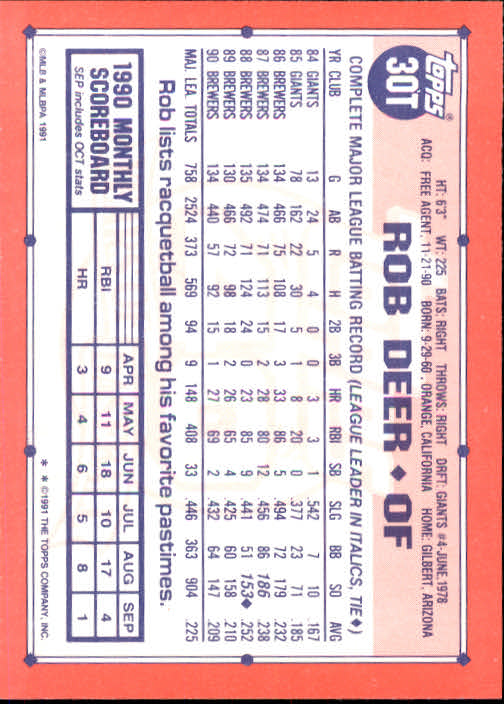 topps®
30T
HT: 6'3" WT: 225 BATS: RIGHT THROWS: RIGHT DRFT: GIANTS #4-JUNE, 1978
ACQ: FREE AGENT, 11-21-90 BORN: 9-29-60, ORANGE, CALIFORNIA HOME: GILBERT, ARIZONA
ROB DEER ◆ OF
COMPLETE MAJOR LEAGUE BATTING RECORD (LEAGUE LEADER IN ITALICS, TIE◆)
YR CLUB G AB R H 2B 3B HR RBI SB SLG BB SO AVG
84 GIANTS 13 24 5 4 0 0 3 3 1 .542 7 10 .167
85 GIANTS 78 162 22 30 5 1 8 20 0 .377 23 71 .185
86 BREWERS 134 466 75 108 17 3 33 86 5 .494 72 179 .232
87 BREWERS 134 474 71 113 15 2 28 80 12 .456 86 186 .238
88 BREWERS 135 492 71 124 24 0 23 85 9 .441 51 153◆ .252
89 BREWERS 130 466 72 98 18 2 26 65 4 .425 60 158 .210
90 BREWERS 134 440 57 92 15 1 27 69 2 .432 64 147 .209
MAJ. LEA. TOTALS 758 2524 373 569 94 9 148 408 33 .446 363 904 .225
Rob lists racquetball among his favorite pastimes.
1990 MONTHLY
SCOREBOARD
SEP includes OCT stats
APR MAY JUN JUL AUG SEP
RBI 9 11 18 10 17 4
HR 3 4 6 5 8 1
©MLB & MLBPA 1991
* * ©1991 THE TOPPS COMPANY, INC.